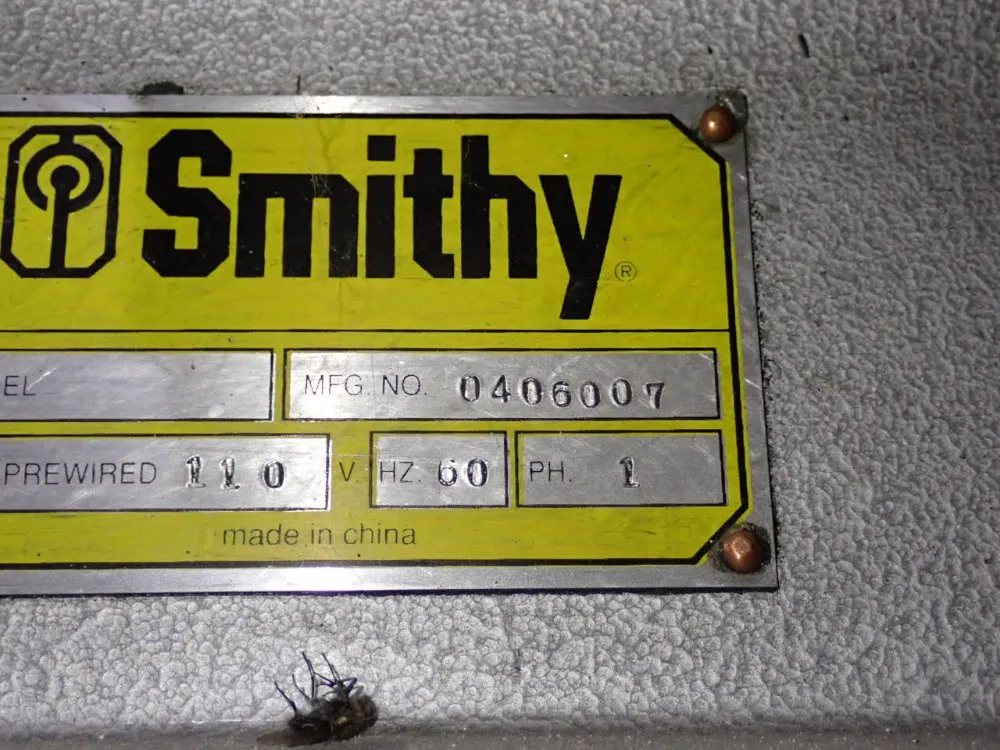 Smithy ®
EL MFG. NO. 0406007
PREWIRED 110 V. HZ. 60 PH. 1
made in china